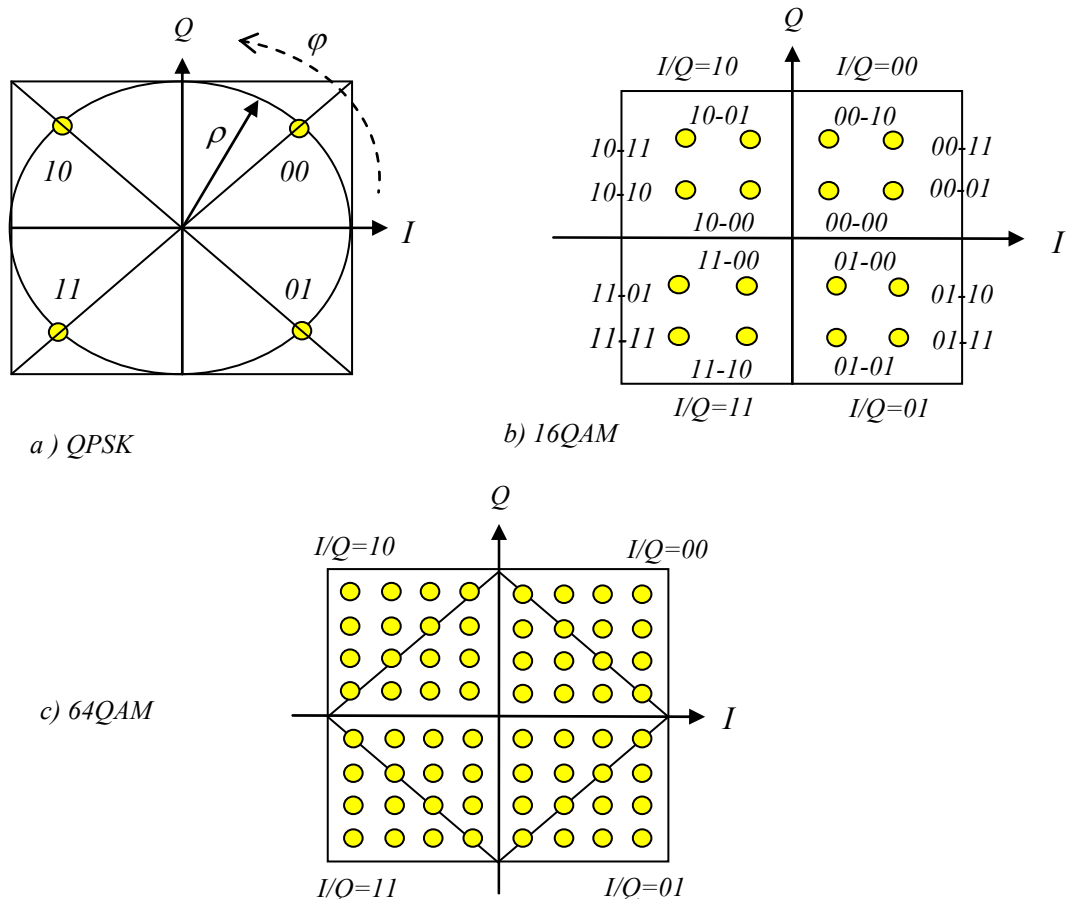 Q
φ
ρ
10
00
I
11
01
a ) QPSK
Q
I/Q=10 I/Q=00
10-01 00-10
10-11 00-11
10-10 00-01
10-00 00-00
I
11-00 01-00
11-01 01-10
11-11 01-11
11-10 01-01
I/Q=11 I/Q=01
b) 16QAM
Q
I/Q=10 I/Q=00
c) 64QAM
I
I/Q=11 I/Q=01